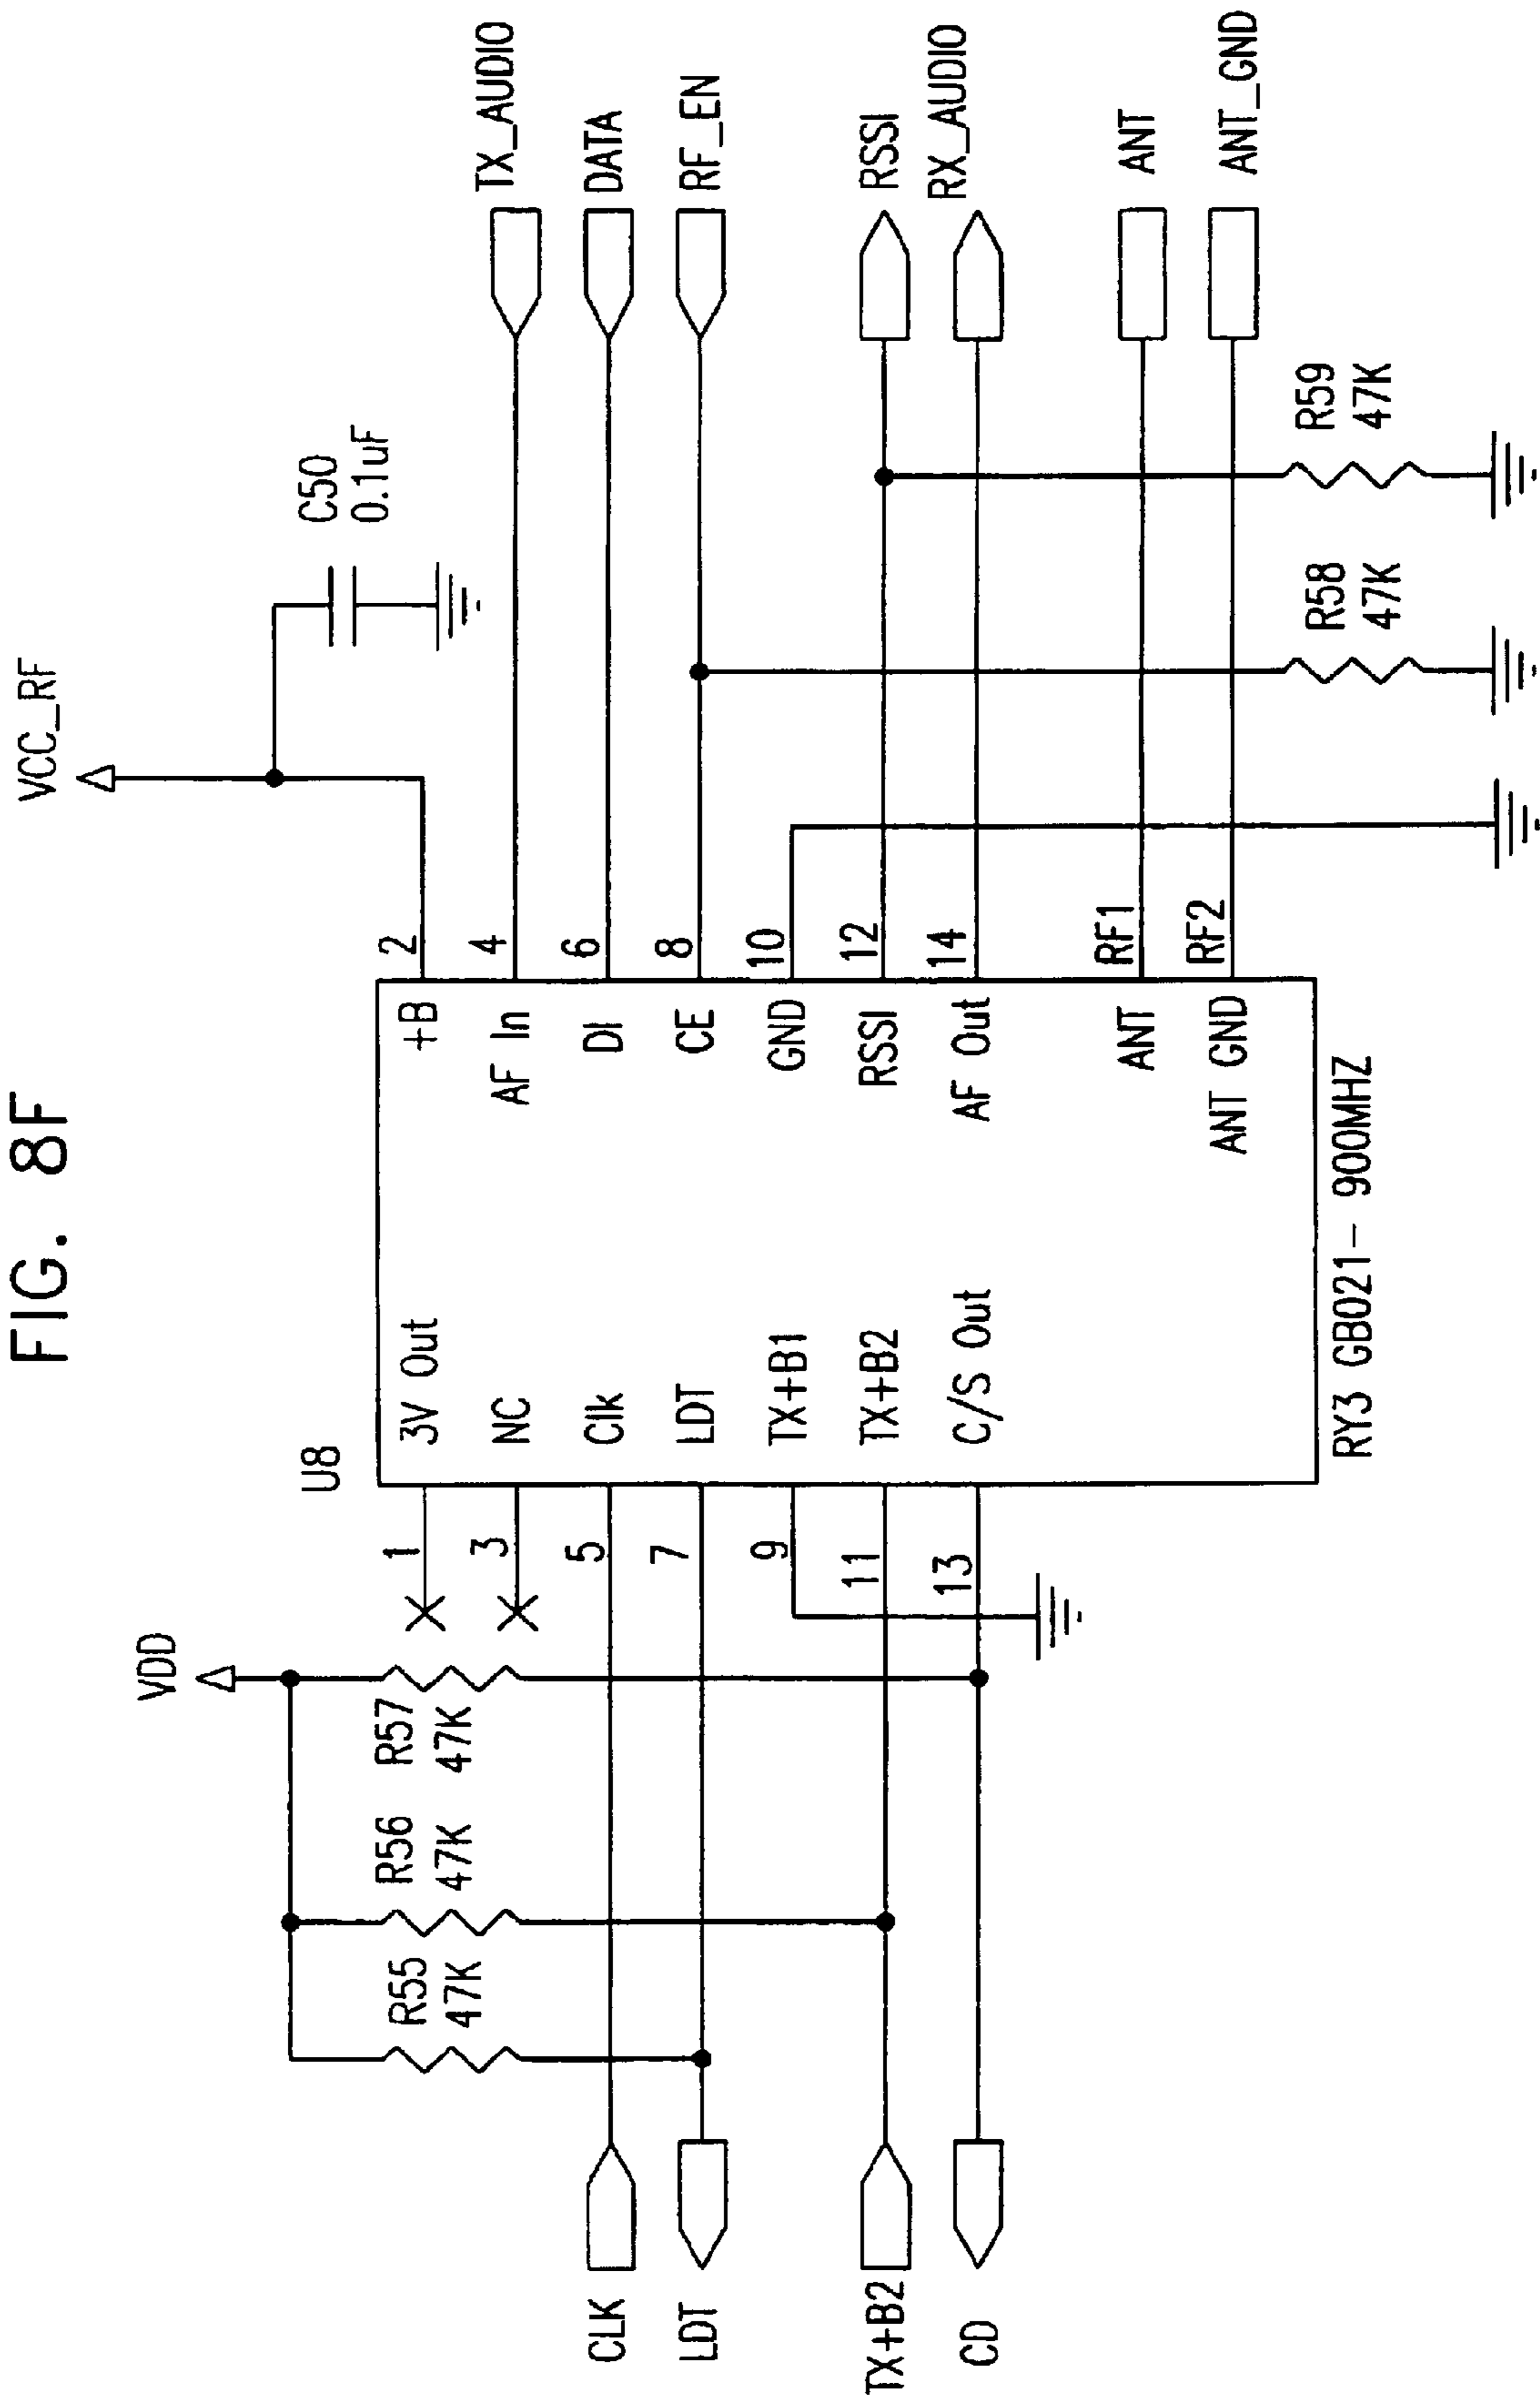 FIG. 8F
VDD
VCC_RF
U8
R55
47K
R56
47K
R57
47K
C50
0.1uF
1
3V Out
+B
2
3
NC
AF In
4
TX_AUDIO
CLK
5
Clk
DI
6
DATA
LDT
7
LDT
CE
8
RF_EN
9
TX+B1
GND
10
TX+B2
11
TX+B2
RSSI
12
RSSI
CD
13
C/S Out
AF Out
14
RX_AUDIO
ANT
RF1
ANT
ANT GND
RF2
ANT_GND
R58
47K
R59
47K
RY3 GB021- 900MHZ